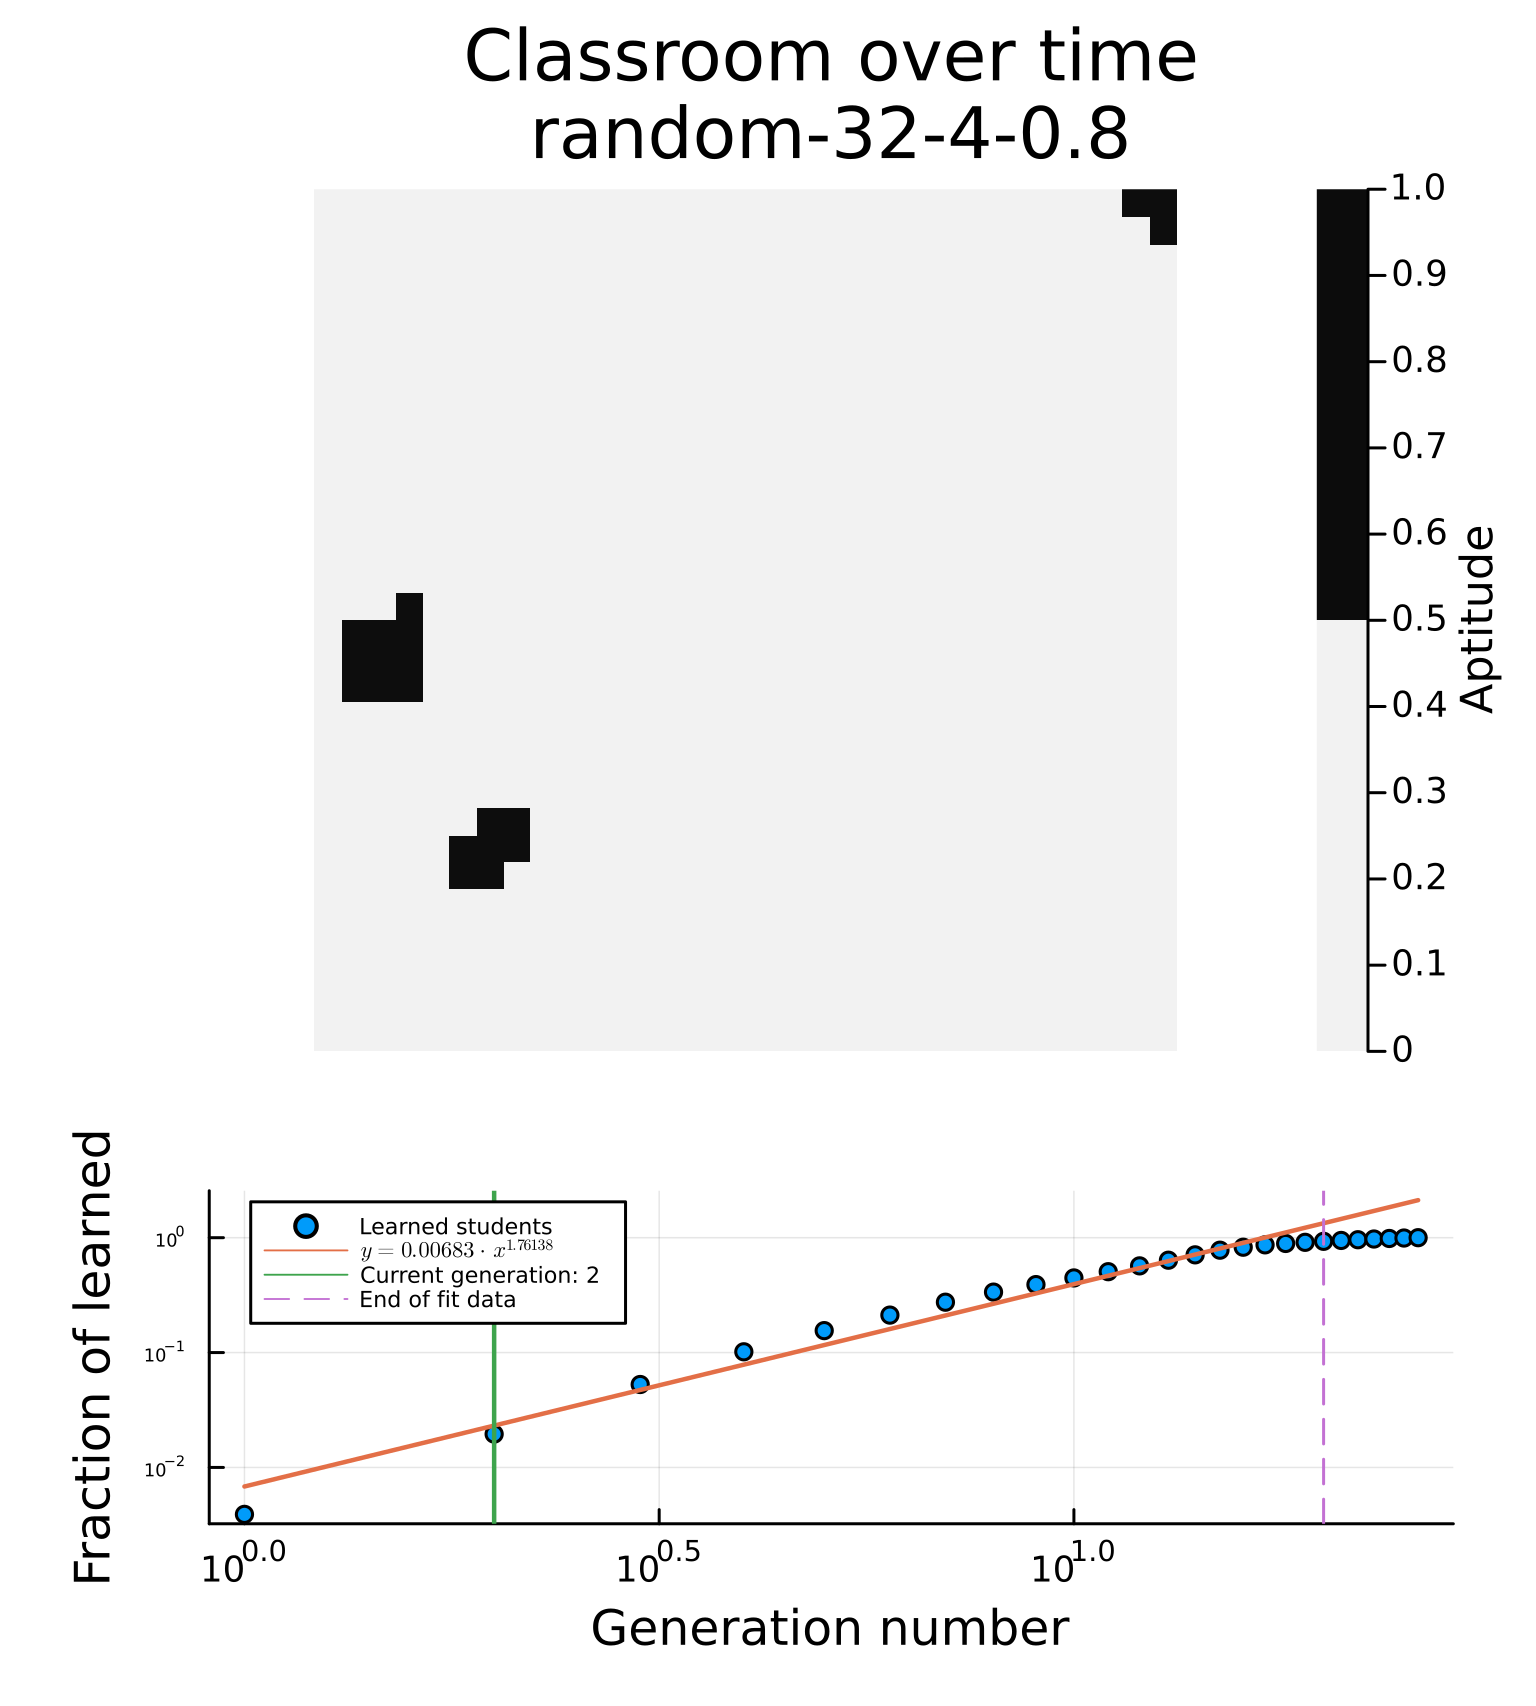 Classroom over time
random-32-4-0.8
1.0
0.9
0.8
0.7
0.6
0.5
0.4
0.3
0.2
0.1
0
Aptitude
Fraction of learned
10⁰
10⁻¹
10⁻²
Learned students
y = 0.00683 · x^1.76138
Current generation: 2
End of fit data
10^0.0
10^0.5
10^1.0
Generation number